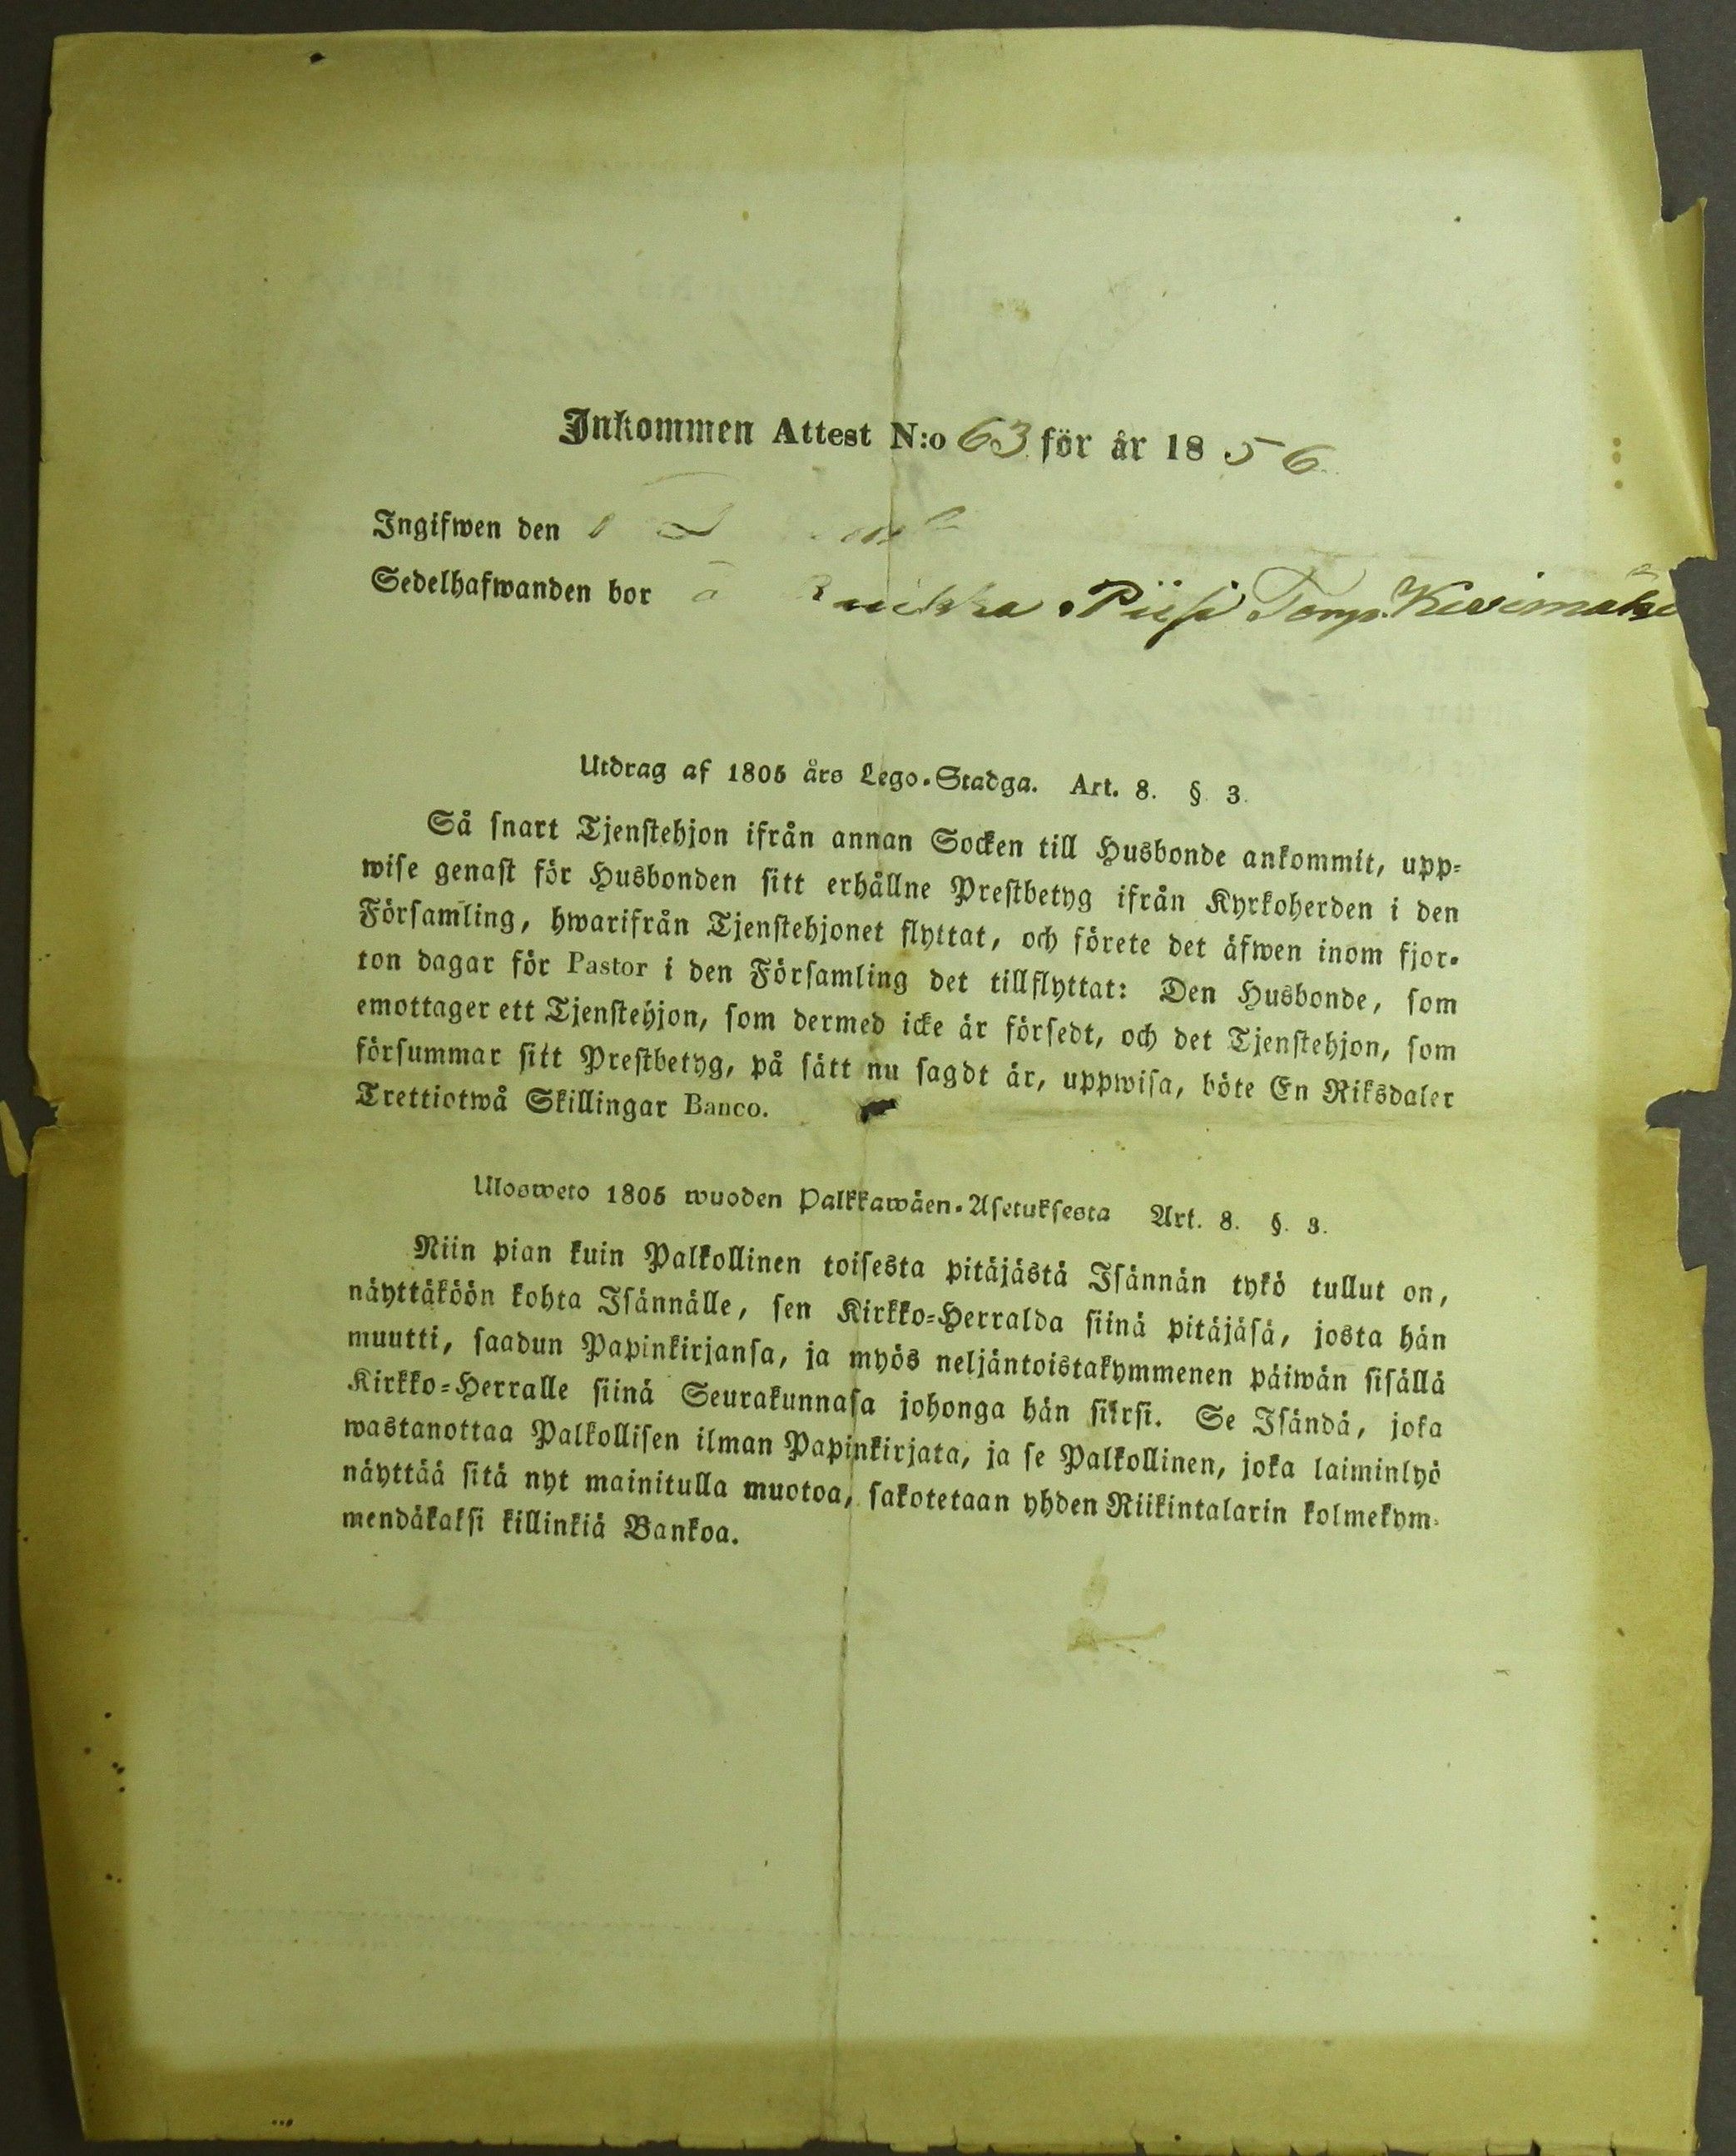 Inkommen Attest N:o 63 för år 1856
Ingifwen den
Sedelhafwanden bor å Piisi Torp.
Utdrag af 1805 års Lego-Stadga. Art. 8. § 3.
Så snart Tjenstehjon ifrån annan Socken till Husbonde ankommit, upp-
wise genast för Husbonden sitt erhållne Prestbetyg ifrån Kyrkoherden i den
Församling, hwarifrån Tjenstehjonet flyttat, och förete det äfwen inom fjor-
ton dagar för Pastor i den Församling det tillflyttat: Den Husbonde, som
emottager ett Tjenstehjon, som dermed icke är försedt, och det Tjenstehjon, som
försummar sitt Prestbetyg, på sätt nu sagdt är, uppwisa, böte En Riksdaler
Trettiotwå Skillingar Banco.
Ulosweto 1805 wuoden Palkkawäen-Asetuksesta Art. 8. §. 3.
Niin pian kuin Palkollinen toisesta pitäjästä Isännän tykö tullut on,
näyttäköön kohta Isännälle, sen Kirkko-Herralda siinä pitäjäsä, josta hän
muutti, saadun Papinkirjansa, ja myös neljäntoistakymmenen päiwän sisällä
Kirkko-Herralle siinä Seurakunnasa johonga hän siirsi. Se Isändä, joka
wastanottaa Palkollisen ilman Papinkirjata, ja se Palkollinen, joka laiminlyö
näyttää sitä nyt mainitulla muotoa, sakotetaan yhden Riikintalarin kolmekym-
mendäkaksi killinkiä Bankoa.